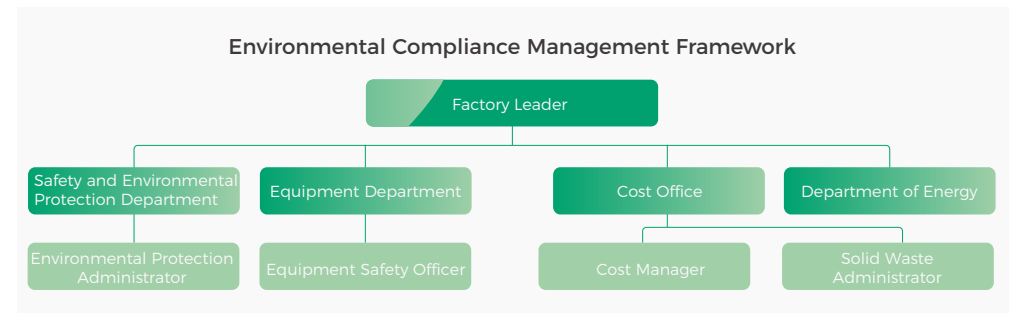 Environmental Compliance Management Framework
Factory Leader
Safety and Environmental
Protection Department
Equipment Department
Cost Office
Department of Energy
Environmental Protection
Administrator
Equipment Safety Officer
Cost Manager
Solid Waste
Administrator